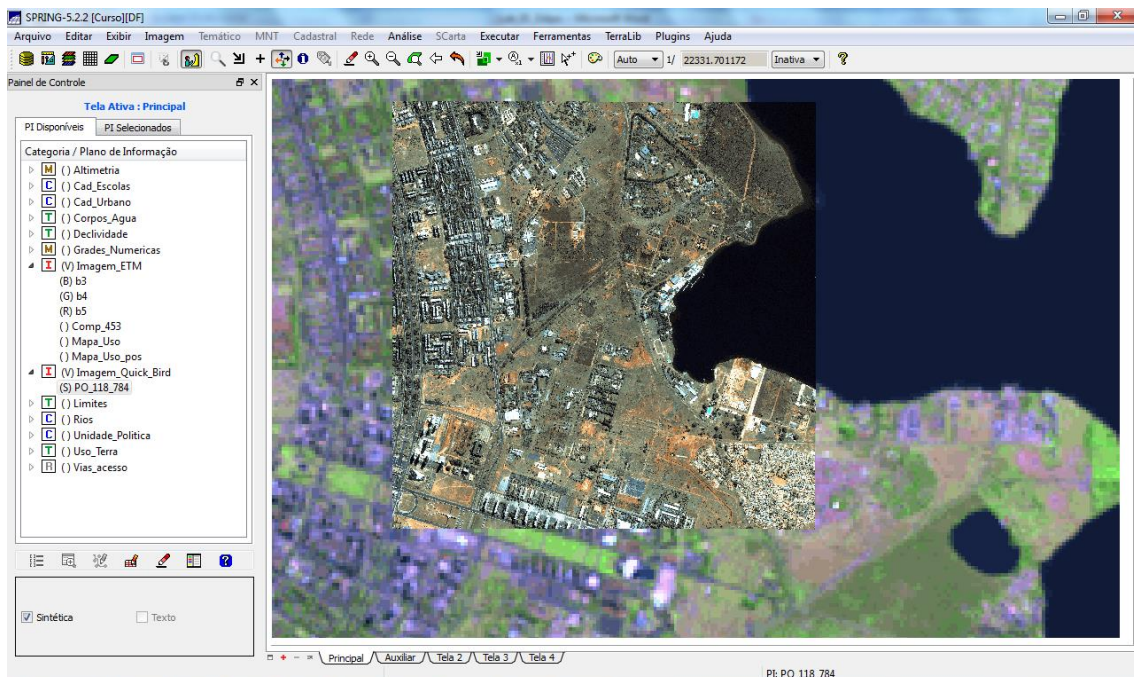 SPRING-5.2.2 [Curso][DF]
Arquivo Editar Exibir Imagem Temático MNT Cadastral Rede Análise SCarta Executar Ferramentas TerraLib Plugins Ajuda
Auto 1/ 22331.701172 Inativa
Painel de Controle
Tela Ativa : Principal
PI Disponíveis PI Selecionados
Categoria / Plano de Informação
M ( ) Altimetria
C ( ) Cad_Escolas
C ( ) Cad_Urbano
T ( ) Corpos_Agua
T ( ) Declividade
M ( ) Grades_Numericas
I (V) Imagem_ETM
(B) b3
(G) b4
(R) b5
( ) Comp_453
( ) Mapa_Uso
( ) Mapa_Uso_pos
I (V) Imagem_Quick_Bird
(S) PO_118_784
T ( ) Limites
C ( ) Rios
C ( ) Unidade_Politica
T ( ) Uso_Terra
R ( ) Vias_acesso
Sintética Texto
Principal Auxiliar Tela 2 Tela 3 Tela 4
PI: PO_118_784